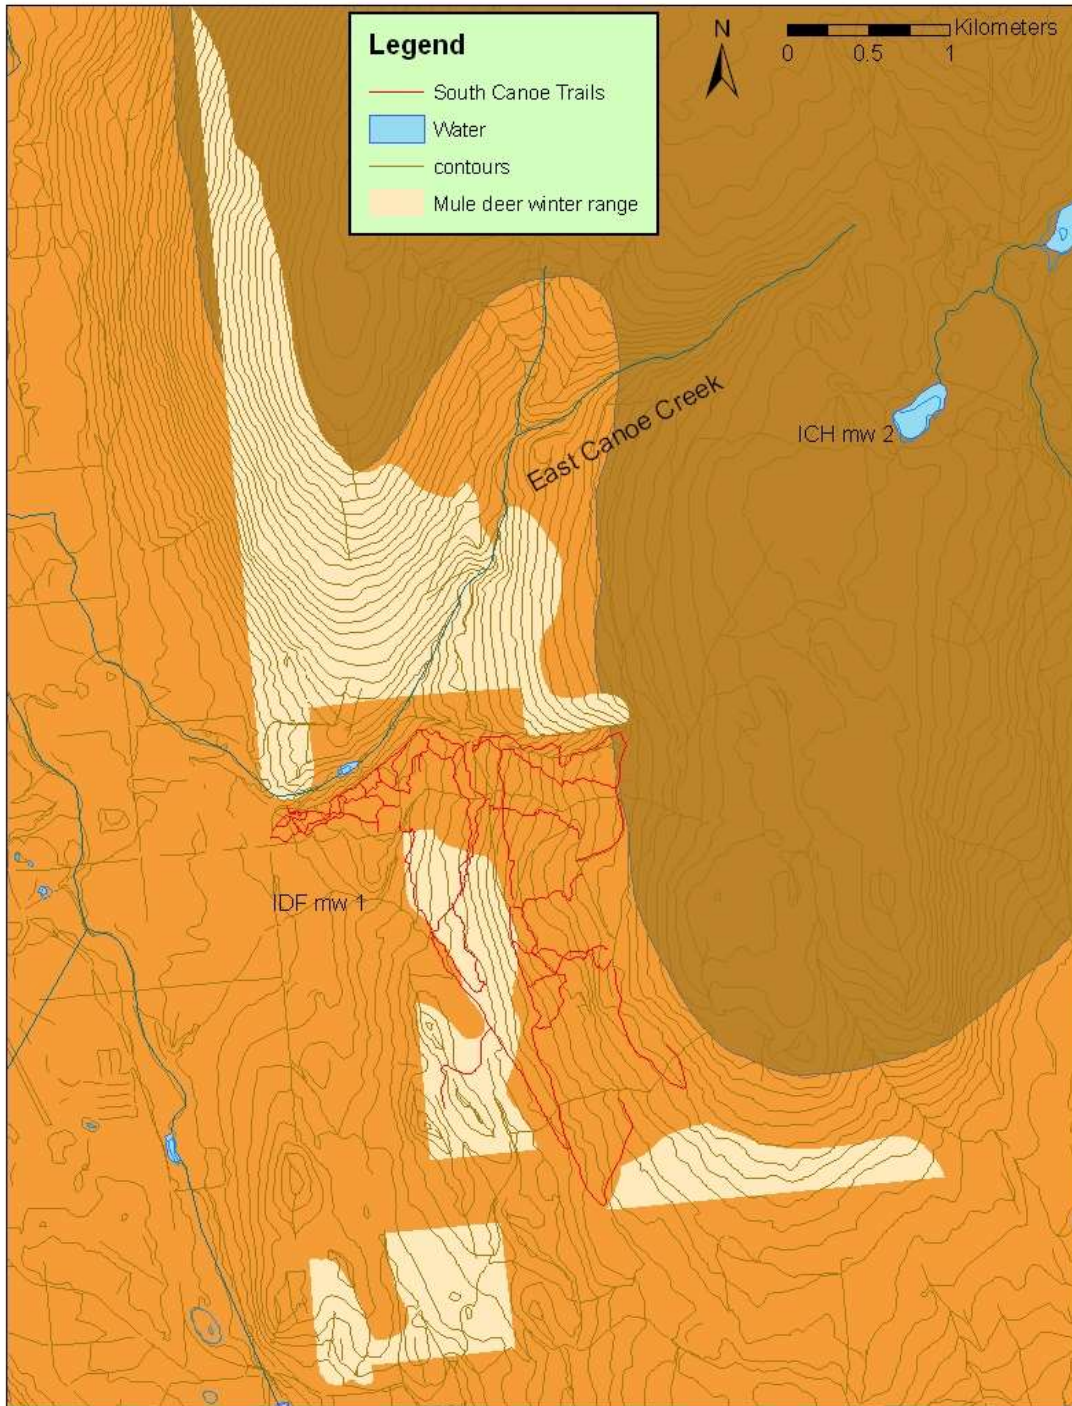 Legend
South Canoe Trails
Water
contours
Mule deer winter range
N
Kilometers
0 0.5 1
East Canoe Creek
ICH mw 2
IDF mw 1